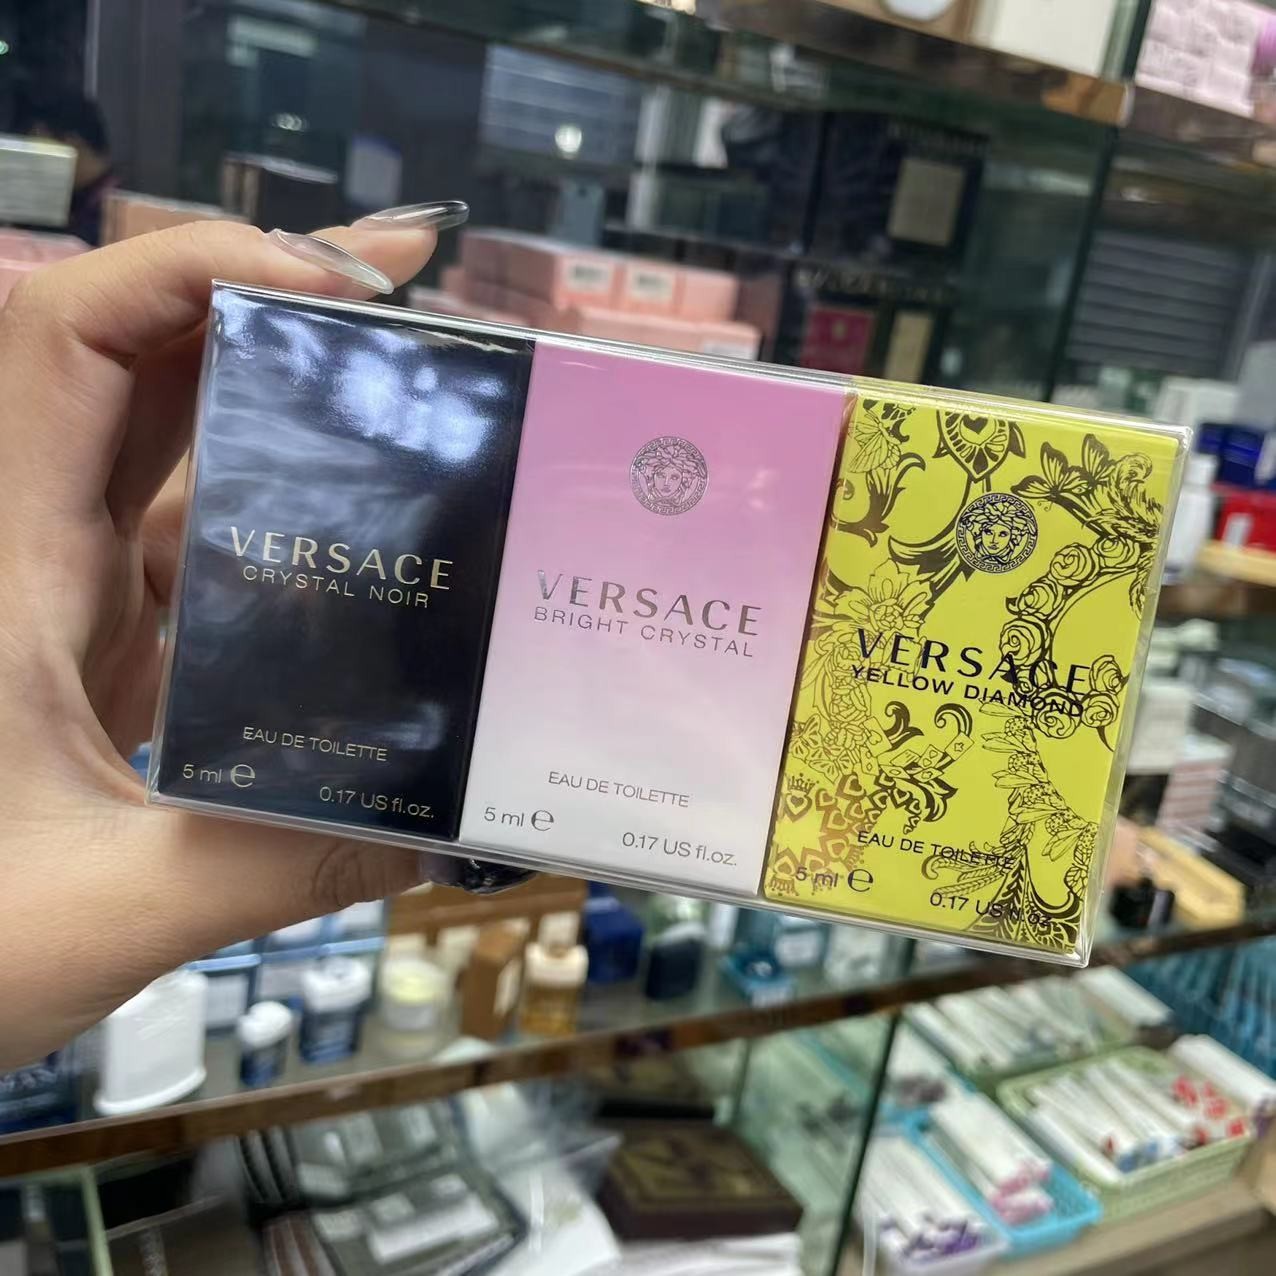 VERSACE
CRYSTAL NOIR
EAU DE TOILETTE
5 ml e
0.17 US fl.oz.
VERSACE
BRIGHT CRYSTAL
EAU DE TOILETTE
5 ml e
0.17 US fl.oz.
VERSACE
YELLOW DIAMOND
EAU DE TOILETTE
5 ml e
0.17 US fl.oz.